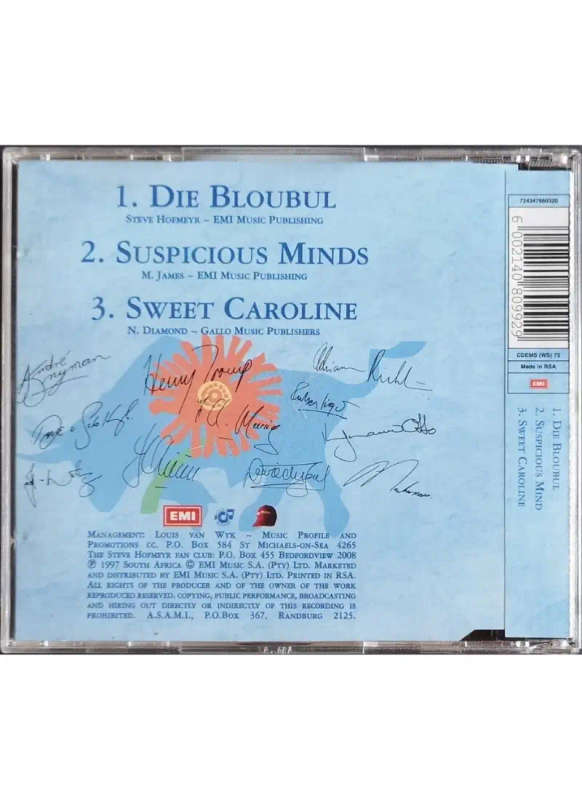 1. Die Bloubul
Steve Hofmeyr – EMI Music Publishing
2. Suspicious Minds
M. James – EMI Music Publishing
3. Sweet Caroline
N. Diamond – Gallo Music Publishers
EMI
Management: Louis van Wyk – Music Profile and
Promotions cc. P.O. Box 584 St Michaels-on-Sea 4265
The Steve Hofmeyr Fan Club: P.O. Box 455 Bedfordview 2008
℗ 1997 South Africa © EMI Music S.A. (Pty) Ltd. Marketed
and distributed by EMI Music S.A. (Pty) Ltd. Printed in RSA.
All rights of the producer and of the owner of the work
reproduced reserved. Copying, public performance, broadcasting
and hiring out directly or indirectly of this recording is
prohibited. A.S.A.M.I., P.O.Box 367, Randburg 2125.
724347660320
6 002140 809929
CDEMS (WS) 73
Made in RSA
EMI
1. Die Bloubul
2. Suspicious Mind
3. Sweet Caroline